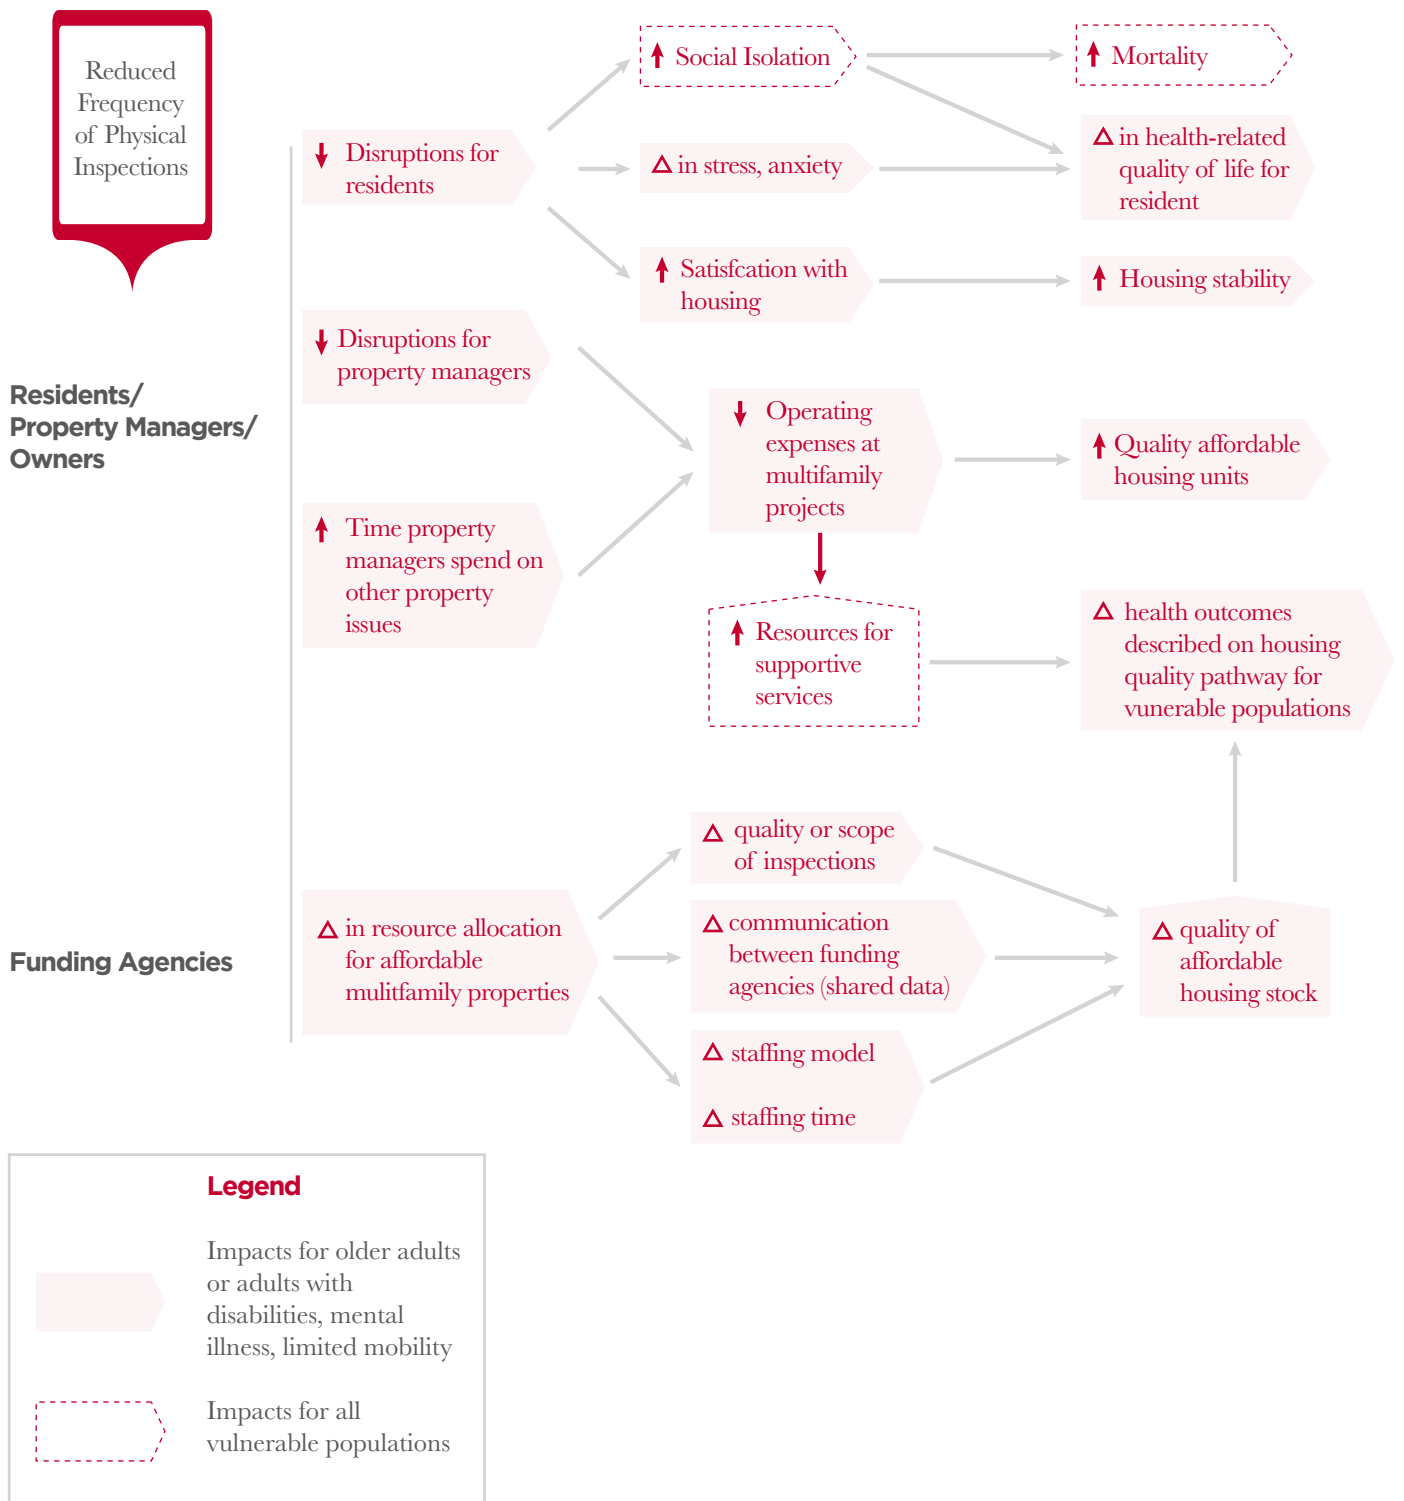 Reduced
Frequency
of Physical
Inspections
Residents/
Property Managers/
Owners
Funding Agencies
Disruptions for
residents
Disruptions for
property managers
Time property
managers spend on
other property
issues
Δ in resource allocation
for affordable
mulitfamily properties
Social Isolation
Δ in stress, anxiety
Satisfcation with
housing
Operating
expenses at
multifamily
projects
Resources for
supportive
services
Δ quality or scope
of inspections
Δ communication
between funding
agencies (shared data)
Δ staffing model
Δ staffing time
Mortality
Δ in health-related
quality of life for
resident
Housing stability
Quality affordable
housing units
Δ health outcomes
described on housing
quality pathway for
vunerable populations
Δ quality of
affordable
housing stock
Legend
Impacts for older adults
or adults with
disabilities, mental
illness, limited mobility
Impacts for all
vulnerable populations